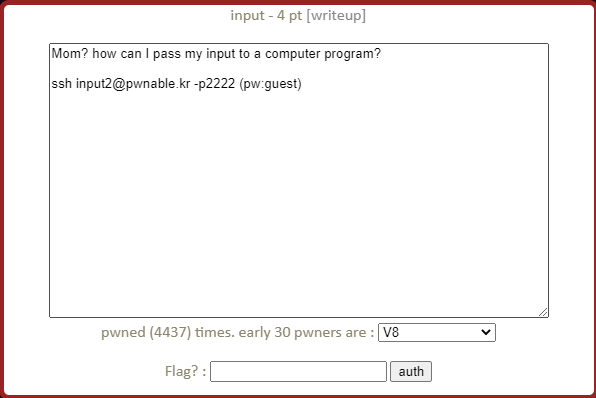 input - 4 pt [writeup]
Mom? how can I pass my input to a computer program?
ssh input2@pwnable.kr -p2222 (pw:guest)
pwned (4437) times. early 30 pwners are : V8
Flag? : auth